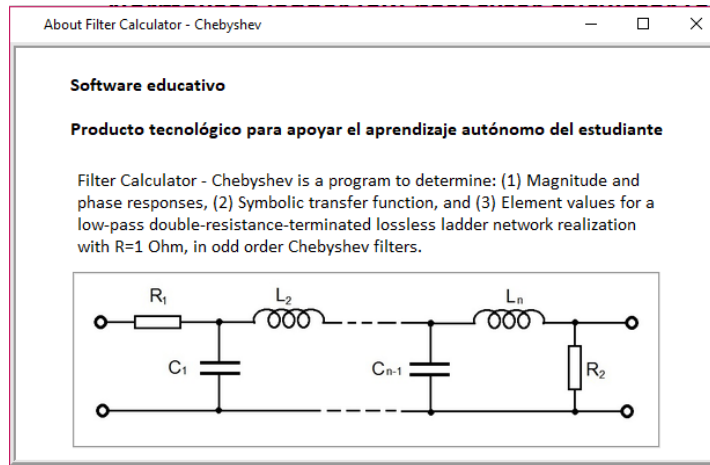 About Filter Calculator - Chebyshev
Software educativo
Producto tecnológico para apoyar el aprendizaje autónomo del estudiante
Filter Calculator - Chebyshev is a program to determine: (1) Magnitude and
phase responses, (2) Symbolic transfer function, and (3) Element values for a
low-pass double-resistance-terminated lossless ladder network realization
with R=1 Ohm, in odd order Chebyshev filters.
R₁ L₂ Lₙ
C₁ Cₙ₋₁ R₂